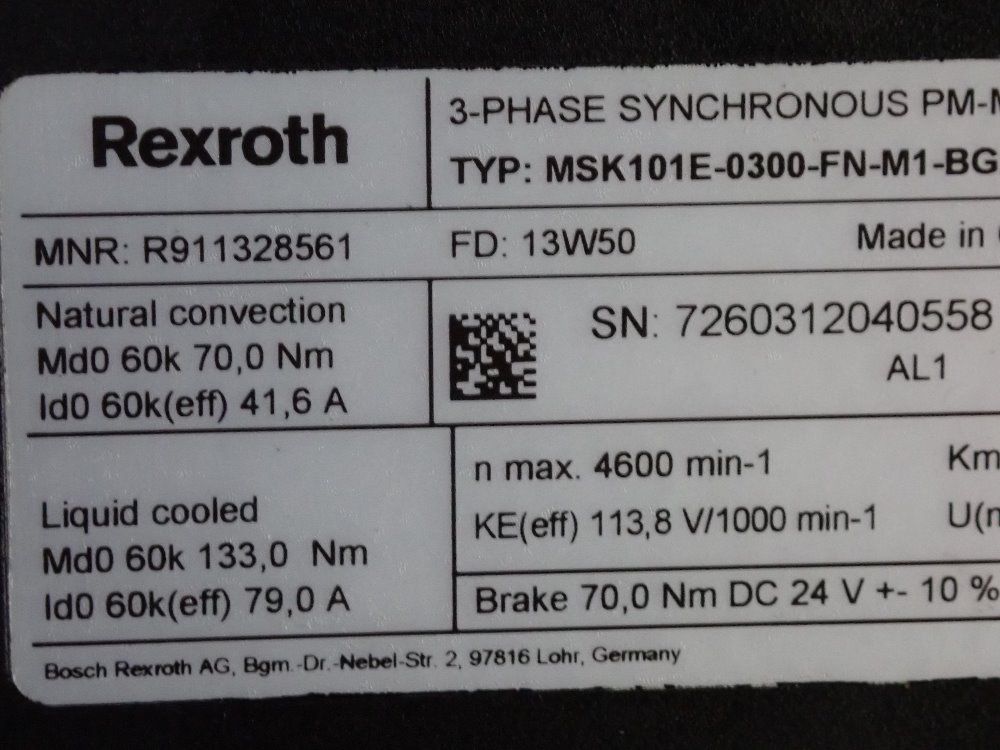 Rexroth
3-PHASE SYNCHRONOUS PM-
TYP: MSK101E-0300-FN-M1-BG
MNR: R911328561
FD: 13W50
Made in
Natural convection
Md0 60k 70,0 Nm
Id0 60k(eff) 41,6 A
SN: 7260312040558
AL1
Liquid cooled
Md0 60k 133,0 Nm
Id0 60k(eff) 79,0 A
n max. 4600 min-1
Km
KE(eff) 113,8 V/1000 min-1
U(n
Brake 70,0 Nm DC 24 V +- 10 %
Bosch Rexroth AG, Bgm.-Dr.-Nebel-Str. 2, 97816 Lohr, Germany